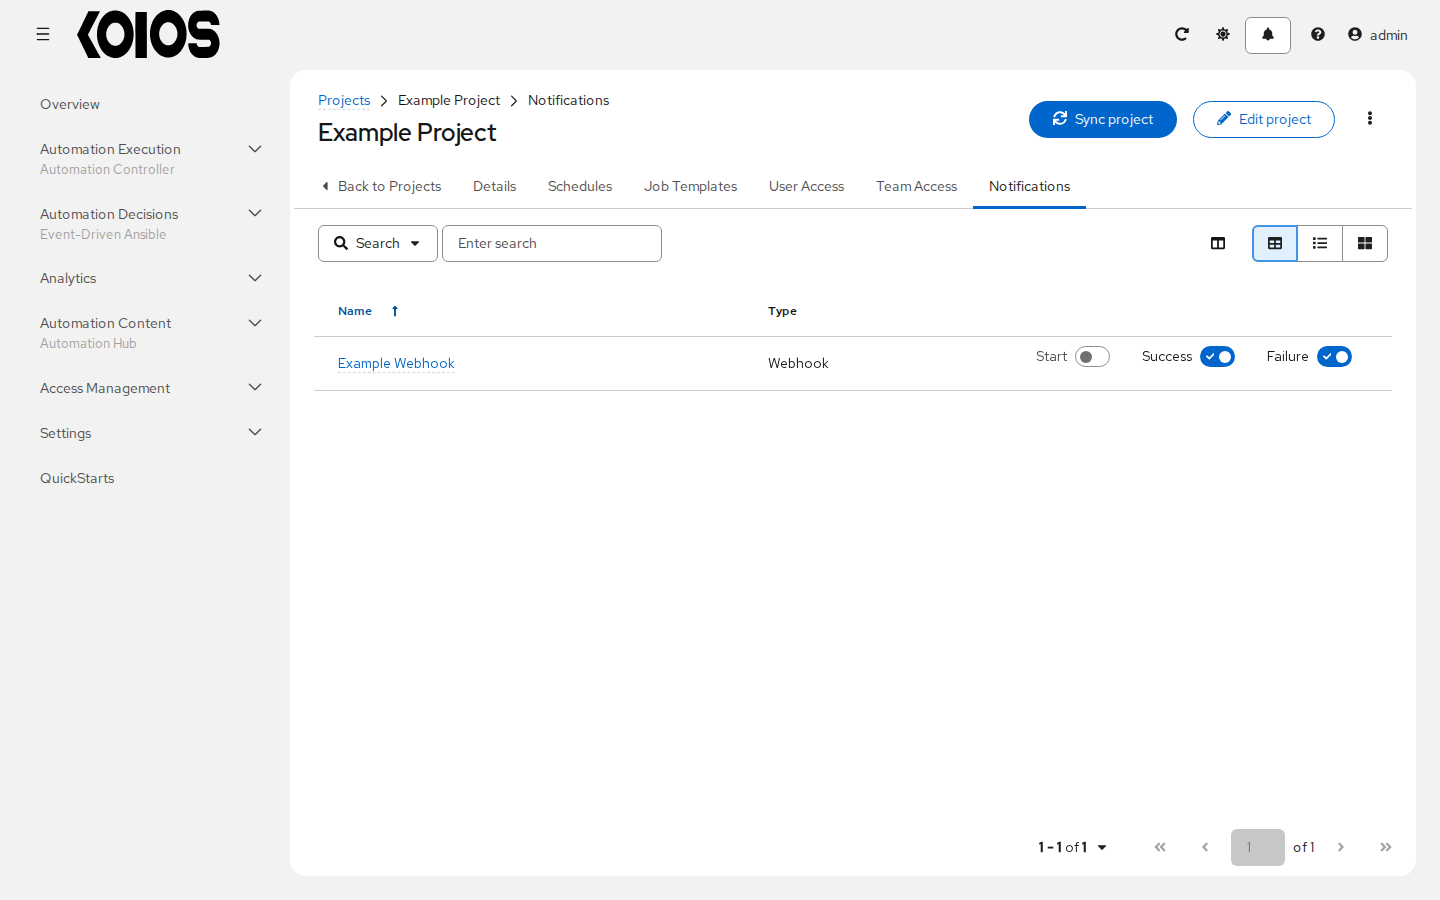 KOIOS
admin
Overview
Automation Execution
Automation Controller
Automation Decisions
Event-Driven Ansible
Analytics
Automation Content
Automation Hub
Access Management
Settings
QuickStarts
Projects > Example Project > Notifications
Example Project
Sync project
Edit project
Back to Projects
Details
Schedules
Job Templates
User Access
Team Access
Notifications
Search
Enter search
Name
Type
Example Webhook
Webhook
Start
Success
Failure
1 - 1 of 1
1
of 1